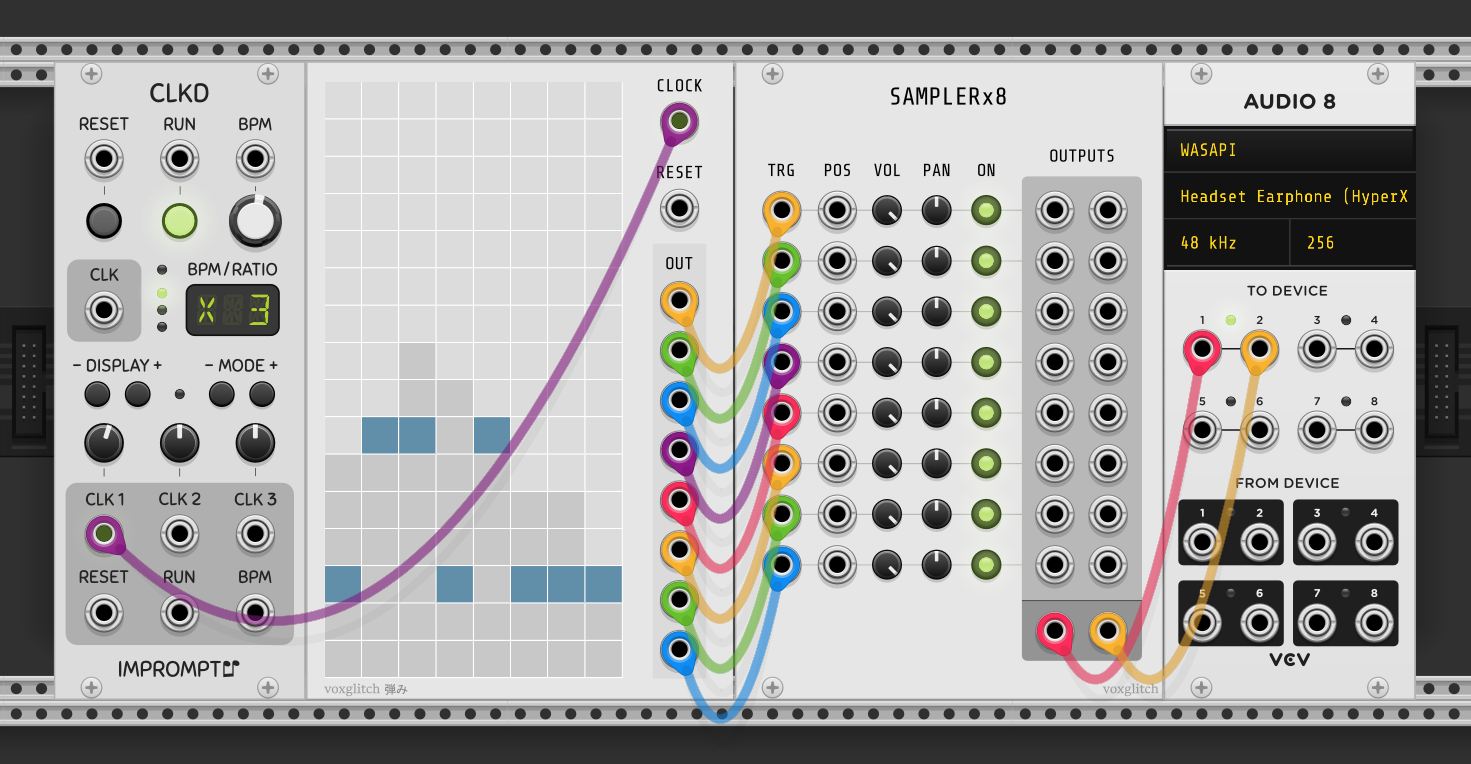 CLKD
RESET RUN BPM
CLK
BPM/RATIO
X 3
− DISPLAY + − MODE +
CLK 1 CLK 2 CLK 3
RESET RUN BPM
IMPROMPTU
CLOCK
RESET
OUT
voxglitch 弾み
SAMPLERx8
TRG POS VOL PAN ON OUTPUTS
voxglitch
AUDIO 8
WASAPI
Headset Earphone (HyperX
48 kHz 256
TO DEVICE
1 2 3 4
5 6 7 8
FROM DEVICE
1 2 3 4
5 6 7 8
VCV